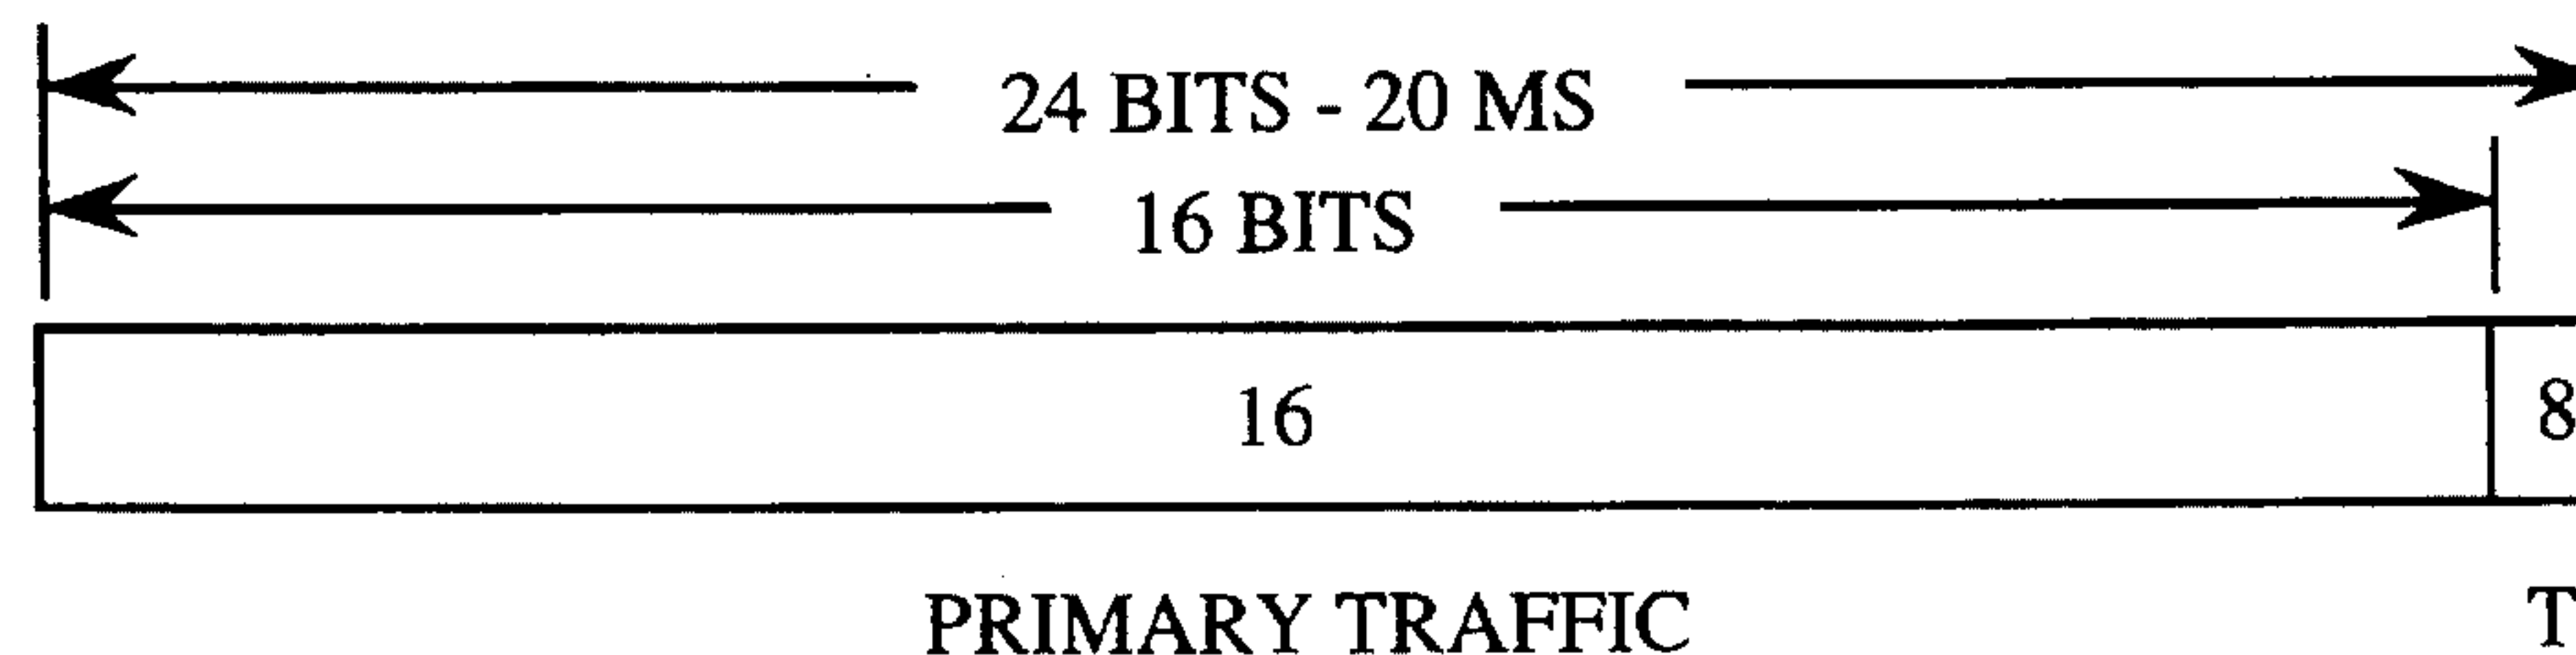 24 BITS - 20 MS
16 BITS
16 8
PRIMARY TRAFFIC T